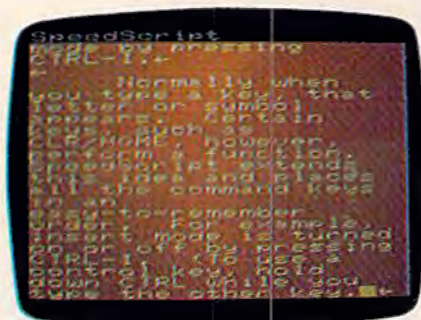 SpeedScript
mode by pressing
CTRL-I.←
←
Normally when
you type a key, that
letter or symbol
appears. Certain
keys, such as
CLR/HOME, however,
perform a function.
SpeedScript extends
this idea and places
all the command keys
in an
easy-to-remember
order. For example,
insert mode is turned
on or off by pressing
CTRL-I. (To use a
control key, hold
down CTRL while you
type the other key.←